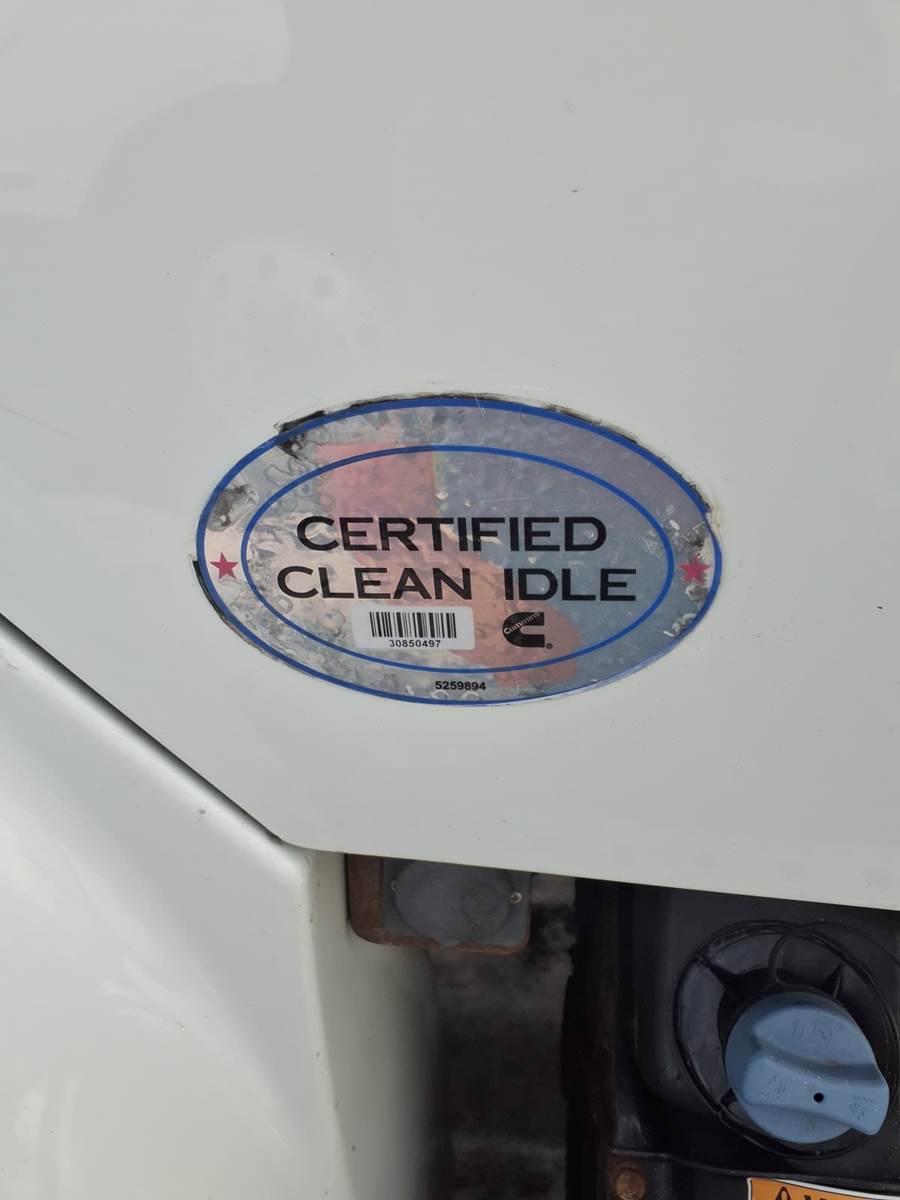 CERTIFIED
CLEAN IDLE
30850497
Cummins
5259894